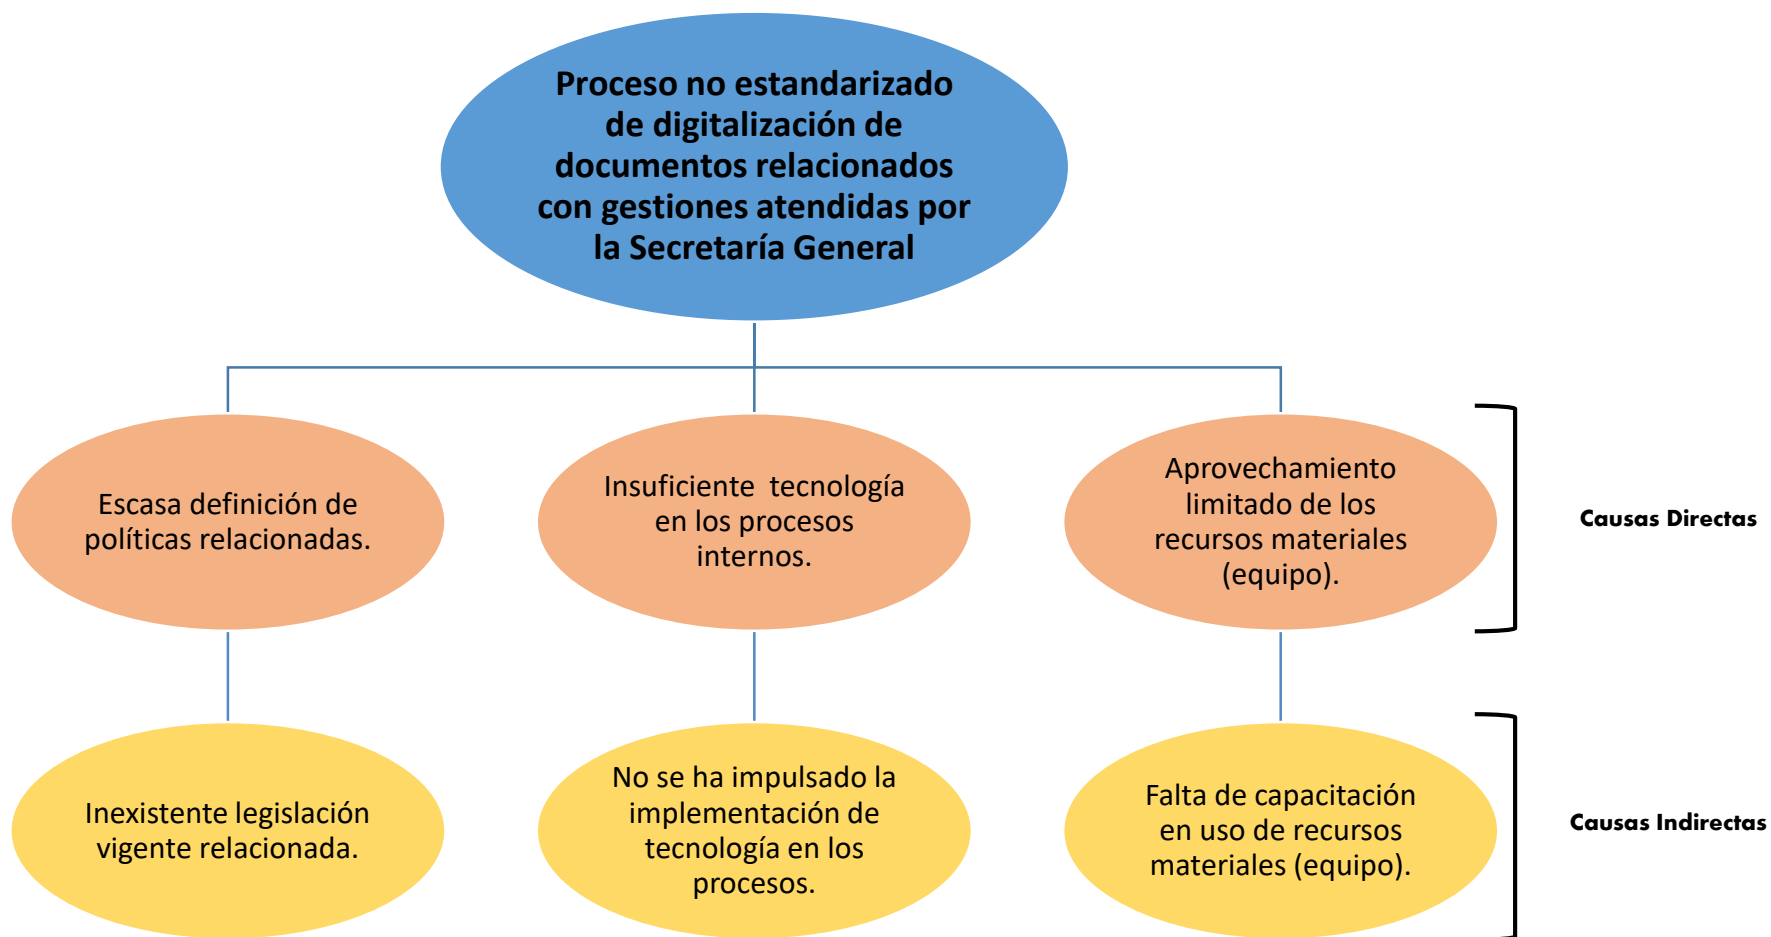 Proceso no estandarizado
de digitalización de
documentos relacionados
con gestiones atendidas por
la Secretaría General
Escasa definición de
políticas relacionadas.
Insuficiente  tecnología
en los procesos
internos.
Aprovechamiento
limitado de los
recursos materiales
(equipo).
Causas Directas
Inexistente legislación
vigente relacionada.
No se ha impulsado la
implementación de
tecnología en los
procesos.
Falta de capacitación
en uso de recursos
materiales (equipo).
Causas Indirectas